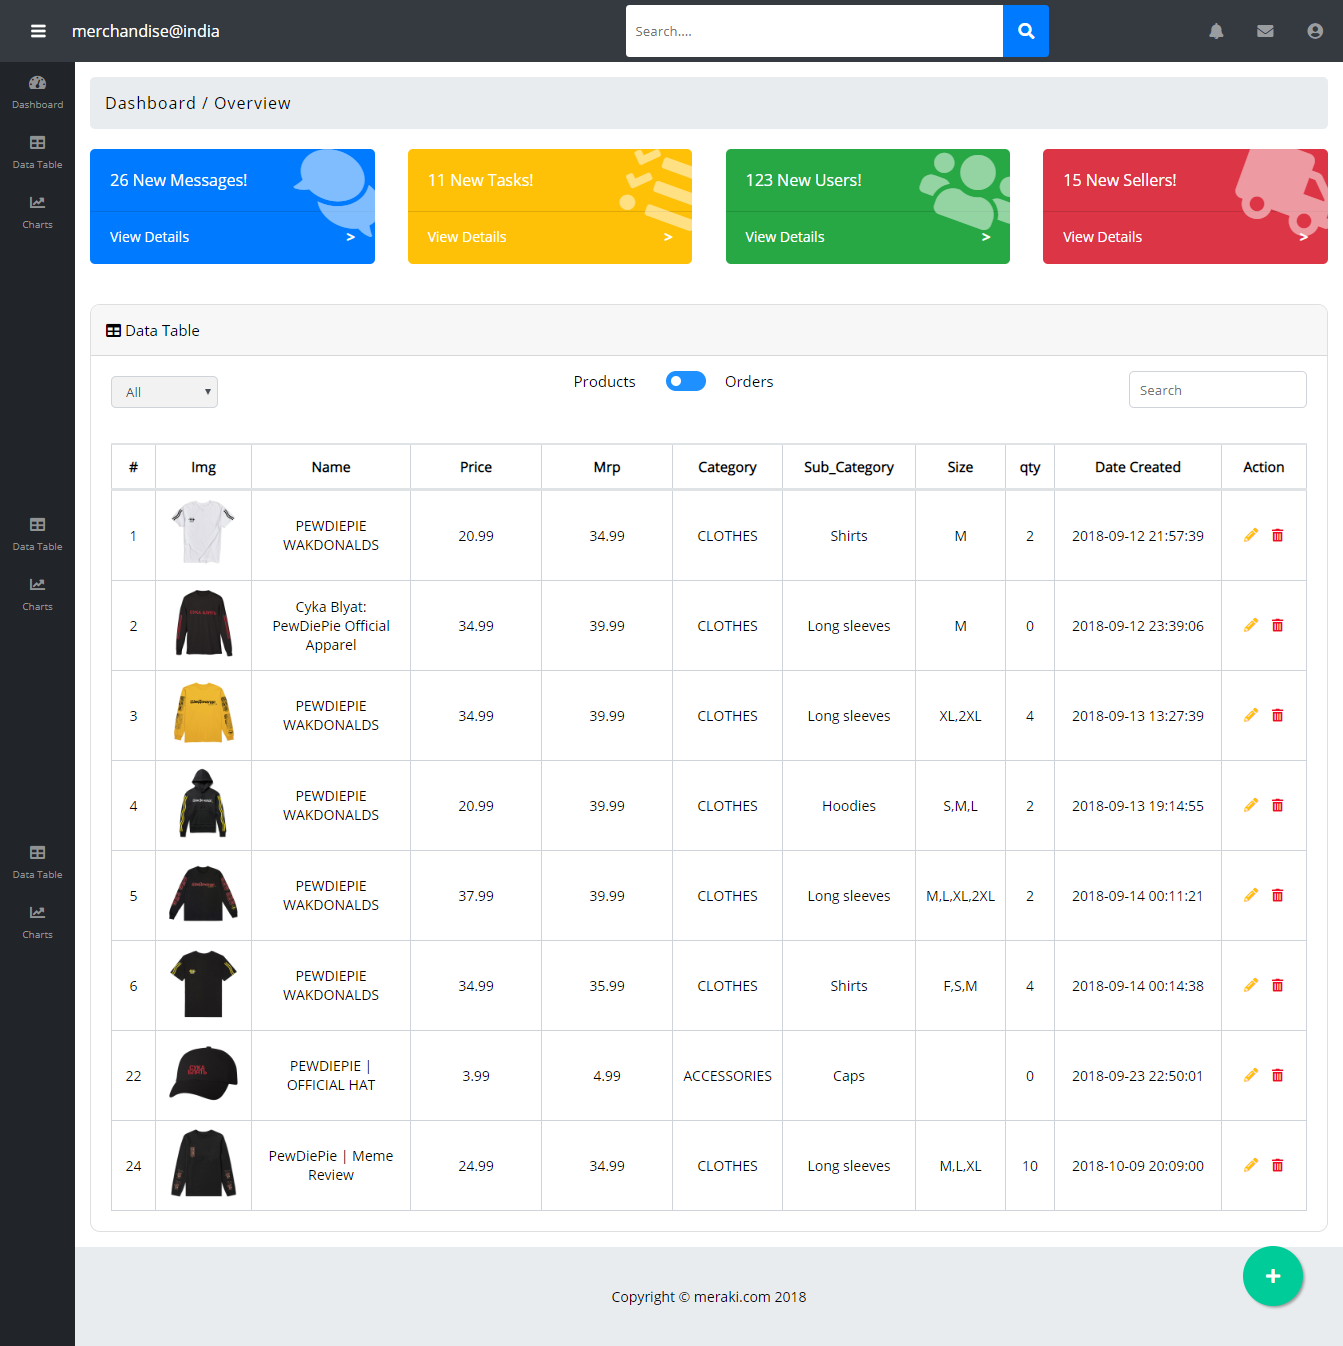 merchandise@india
Search....
Dashboard
Data Table
Charts
Data Table
Charts
Data Table
Charts
Dashboard / Overview
26 New Messages!
View Details >
11 New Tasks!
View Details >
123 New Users!
View Details >
15 New Sellers!
View Details >
Data Table
All
Products Orders
Search
# Img Name Price Mrp Category Sub_Category Size qty Date Created Action
1 PEWDIEPIE WAKDONALDS 20.99 34.99 CLOTHES Shirts M 2 2018-09-12 21:57:39
2 Cyka Blyat: PewDiePie Official Apparel 34.99 39.99 CLOTHES Long sleeves M 0 2018-09-12 23:39:06
3 PEWDIEPIE WAKDONALDS 34.99 39.99 CLOTHES Long sleeves XL,2XL 4 2018-09-13 13:27:39
4 PEWDIEPIE WAKDONALDS 20.99 39.99 CLOTHES Hoodies S,M,L 2 2018-09-13 19:14:55
5 PEWDIEPIE WAKDONALDS 37.99 39.99 CLOTHES Long sleeves M,L,XL,2XL 2 2018-09-14 00:11:21
6 PEWDIEPIE WAKDONALDS 34.99 35.99 CLOTHES Shirts F,S,M 4 2018-09-14 00:14:38
22 PEWDIEPIE | OFFICIAL HAT 3.99 4.99 ACCESSORIES Caps 0 2018-09-23 22:50:01
24 PewDiePie | Meme Review 24.99 34.99 CLOTHES Long sleeves M,L,XL 10 2018-10-09 20:09:00
Copyright © meraki.com 2018